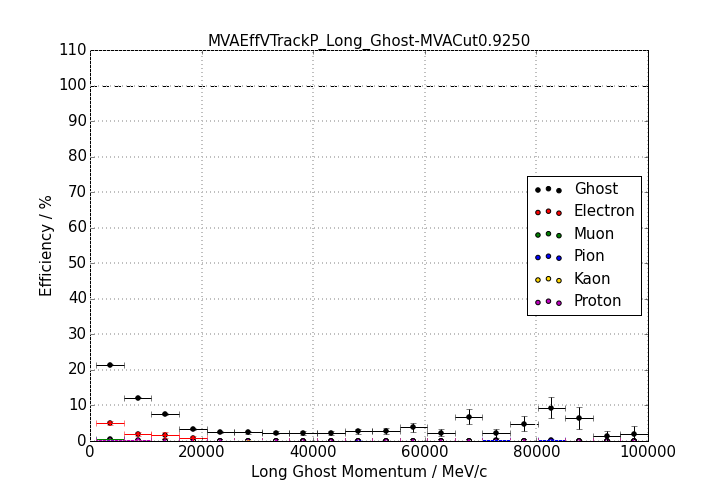 MVAEffVTrackP_Long_Ghost-MVACut0.9250
110
100
90
80
70
60
50
40
30
20
10
0
Efficiency / %
Ghost
Electron
Muon
Pion
Kaon
Proton
0 20000 40000 60000 80000 100000
Long Ghost Momentum / MeV/c